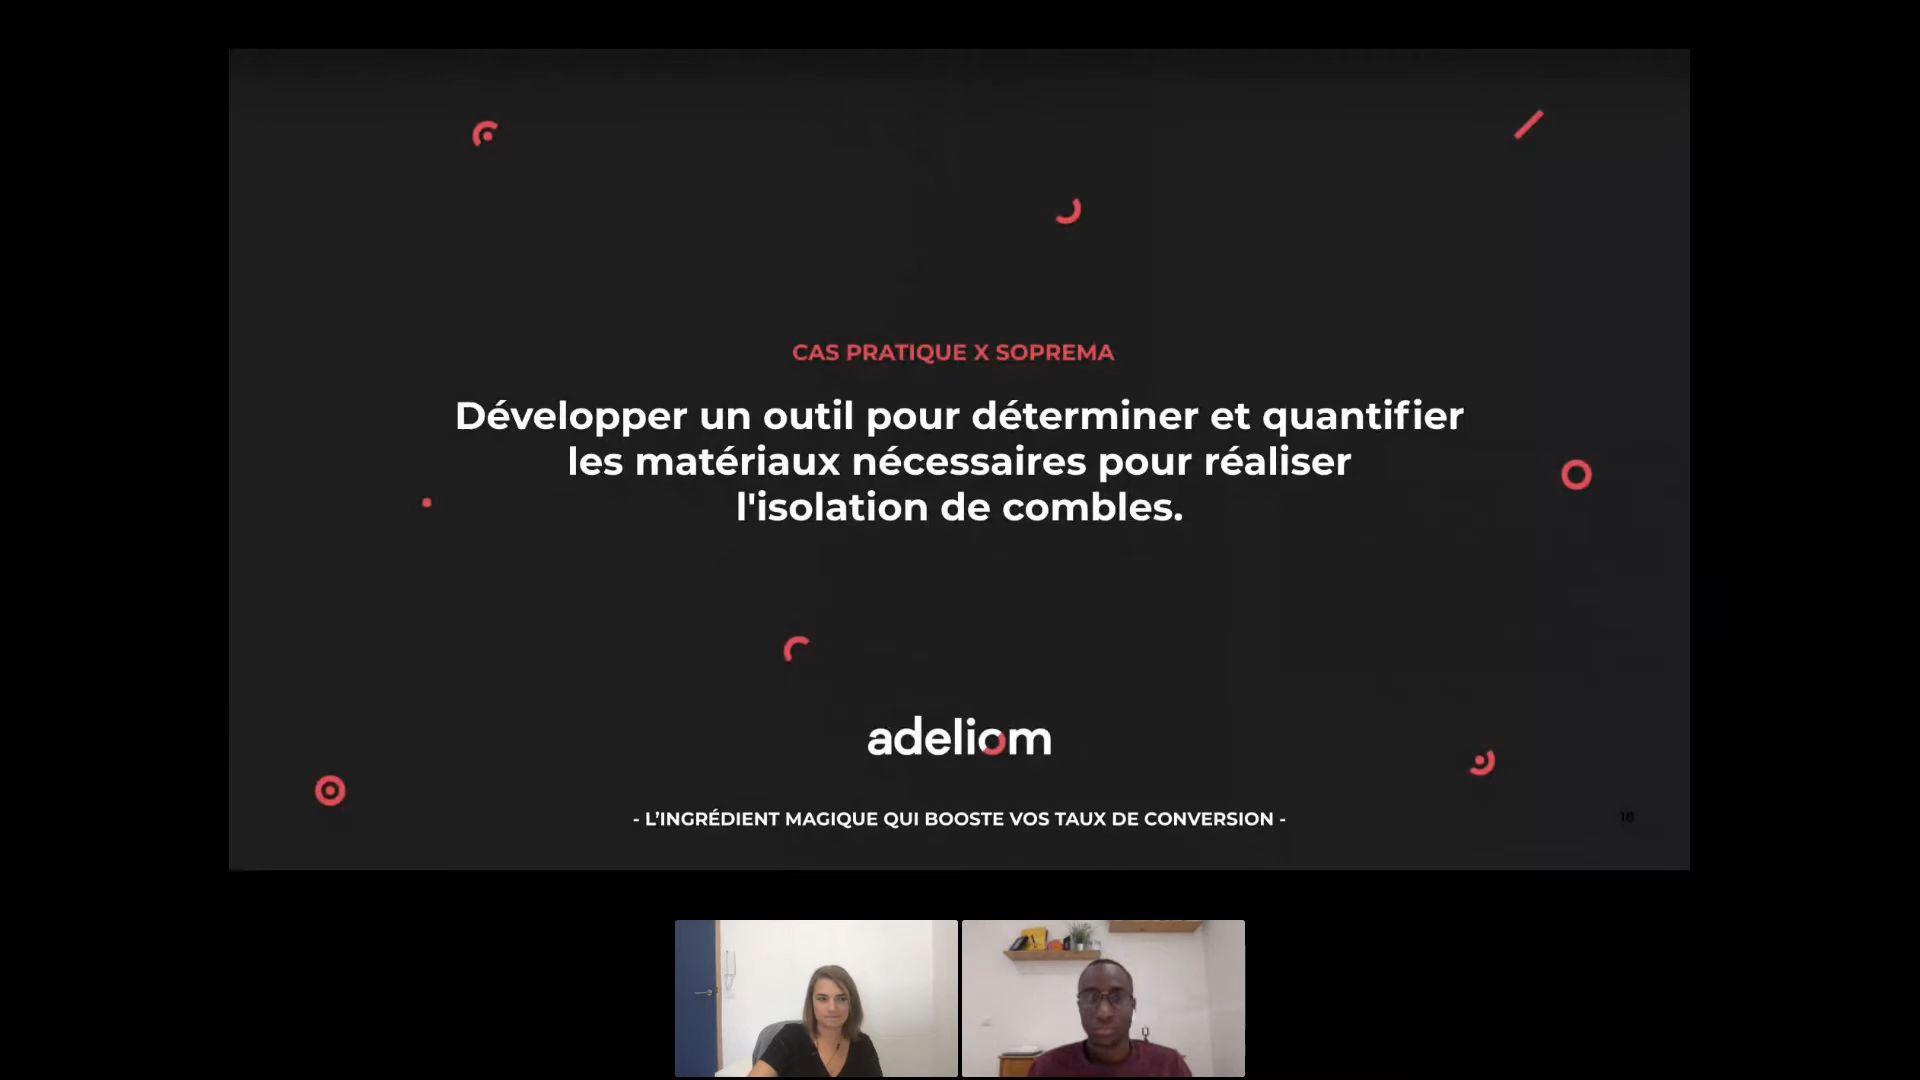 CAS PRATIQUE X SOPREMA
Développer un outil pour déterminer et quantifier
les matériaux nécessaires pour réaliser
l'isolation de combles.
adeliom
- L’INGRÉDIENT MAGIQUE QUI BOOSTE VOS TAUX DE CONVERSION -